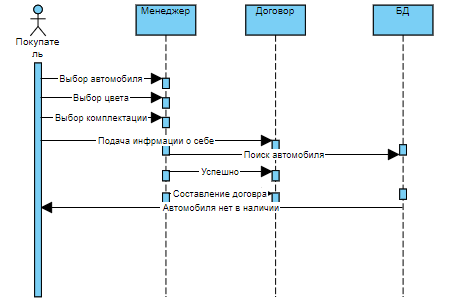 Менеджер
Договор
БД
Покупате
ль
Выбор автомобиля
Выбор цвета
Выбор комплектации
Подача инфрмации о себе
Поиск автомобиля
Успешно
Составление договра
Автомобиля нет в наличии